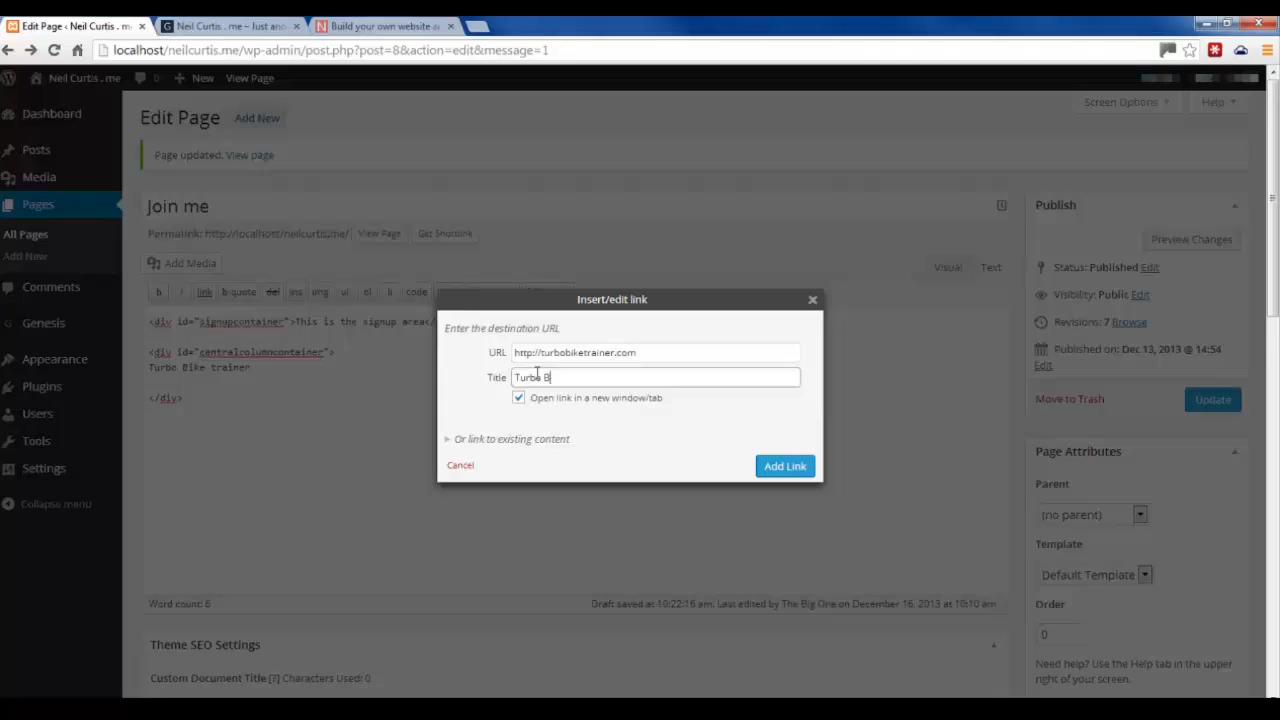 Edit Page ‹ Neil Curtis . m
Neil Curtis . me ~ Just ano
Build your own website a
localhost/neilcurtis.me/wp-admin/post.php?post=8&action=edit&message=1
Neil Curtis . me
0
+ New
View Page
Dashboard
Posts
Media
Pages
All Pages
Add New
Comments
Genesis
Appearance
Plugins
Users
Tools
Settings
Collapse menu
Screen Options
Help
Edit Page
Add New
Page updated. View page
Join me
Permalink: http://localhost/neilcurtis.me/
View Page
Get Shortlink
Add Media
Visual
Text
b
i
link
b-quote
del
ins
img
ul
ol
li
code
<div id="signupcontainer">This is the signup area</
<div id="centralcolumncontainer">
Turbo Bike trainer
</div>
Word count: 6
Draft saved at 10:22:16 am. Last edited by The Big One on December 16, 2013 at 10:10 am
Theme SEO Settings
Custom Document Title [?] Characters Used: 0
Insert/edit link
Enter the destination URL
URL
http://turbobiketrainer.com
Title
Turbo B
Open link in a new window/tab
Or link to existing content
Cancel
Add Link
Publish
Preview Changes
Status: Published Edit
Visibility: Public Edit
Revisions: 7 Browse
Published on: Dec 13, 2013 @ 14:54
Edit
Move to Trash
Update
Page Attributes
Parent
(no parent)
Template
Default Template
Order
0
Need help? Use the Help tab in the upper
right of your screen.